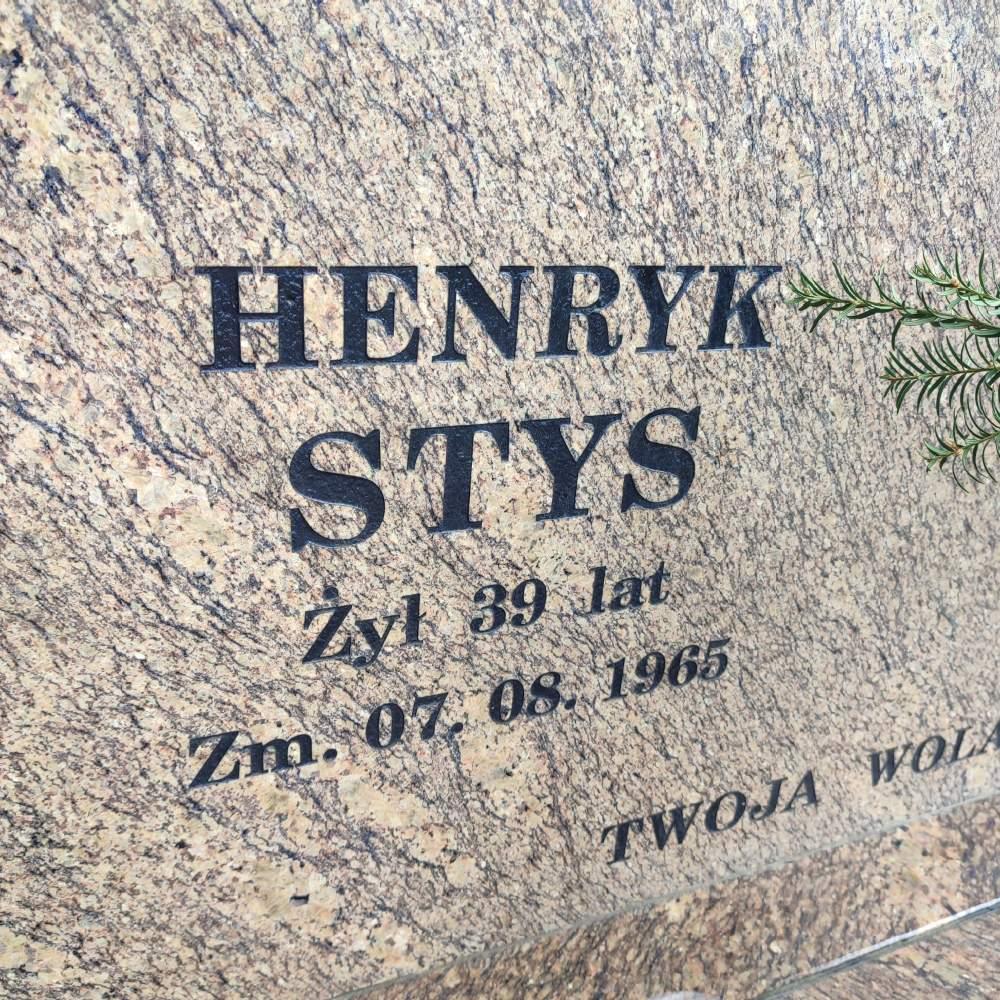 HENRYK
STYS
Żył 39 lat
Zm. 07. 08. 1965
TWOJA WOLA